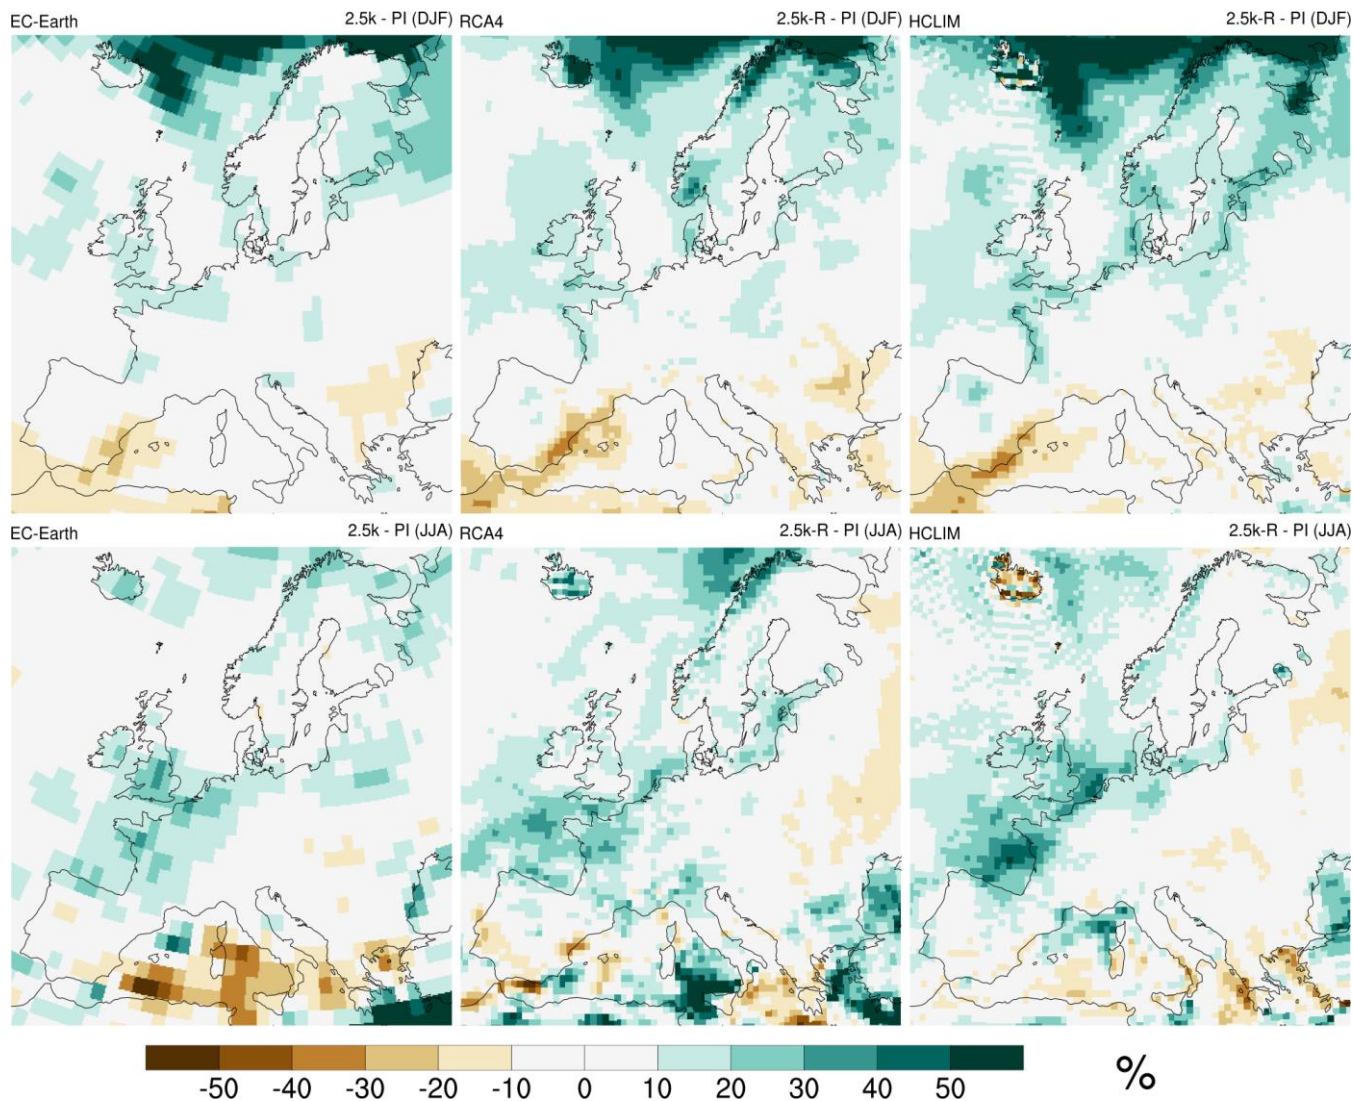 EC-Earth 2.5k - PI (DJF)
RCA4 2.5k-R - PI (DJF)
HCLIM 2.5k-R - PI (DJF)
EC-Earth 2.5k - PI (JJA)
RCA4 2.5k-R - PI (JJA)
HCLIM 2.5k-R - PI (JJA)
-50 -40 -30 -20 -10 0 10 20 30 40 50
%